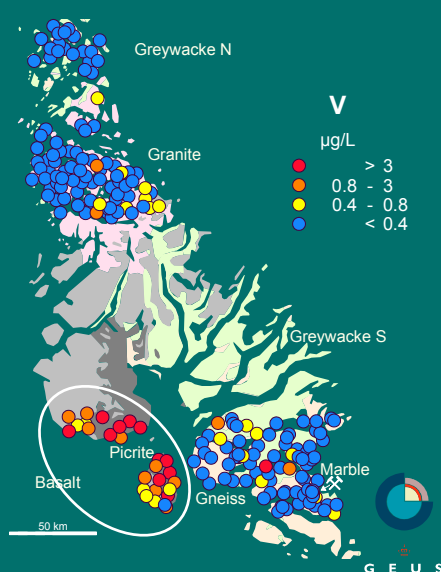 Greywacke N
V
µg/L
> 3
0.8 - 3
0.4 - 0.8
< 0.4
Granite
Greywacke S
Picrite
Marble
Basalt
Gneiss
50 km
G E U S